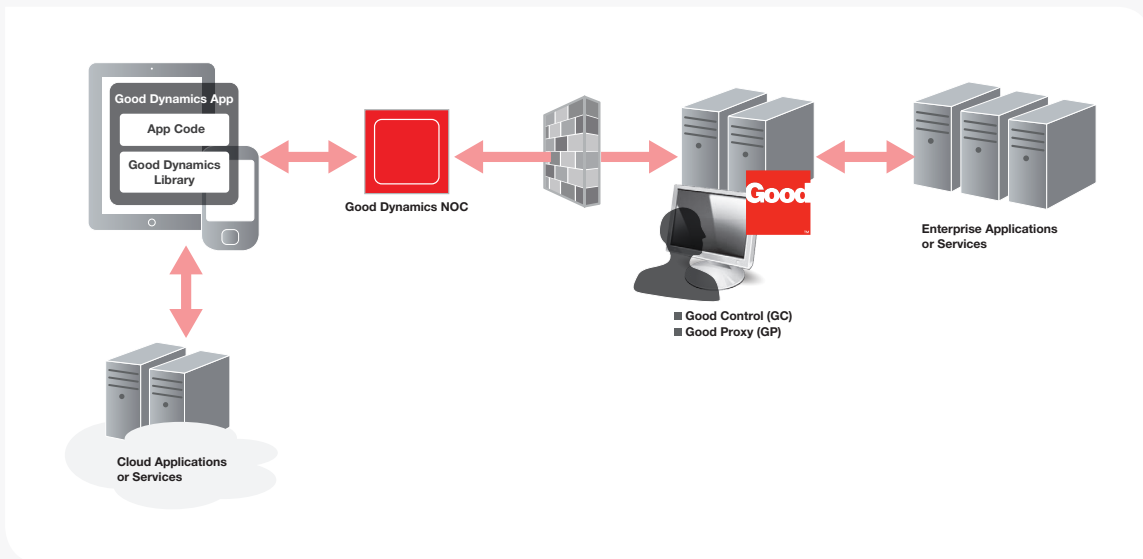 Good Dynamics App
App Code
Good Dynamics
Library
Good Dynamics NOC
Good
™
Good Control (GC)
Good Proxy (GP)
Enterprise Applications
or Services
Cloud Applications
or Services